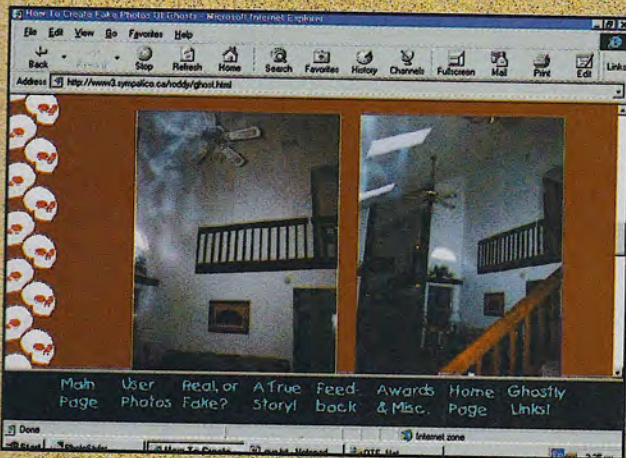 How To Create Fake Photos Of Ghosts - Microsoft Internet Explorer
File Edit View Go Favorites Help
Back Stop Refresh Home Search Favorites History Channels Fullscreen Mail Print Edit Links
Address http://www3.sympatico.ca/roddy/ghost.html
Main Page
User Photos
Real, or Fake?
A True Story!
Feed-back
Awards & Misc.
Home Page
Ghostly Links!
Done Internet zone
Start How To Create